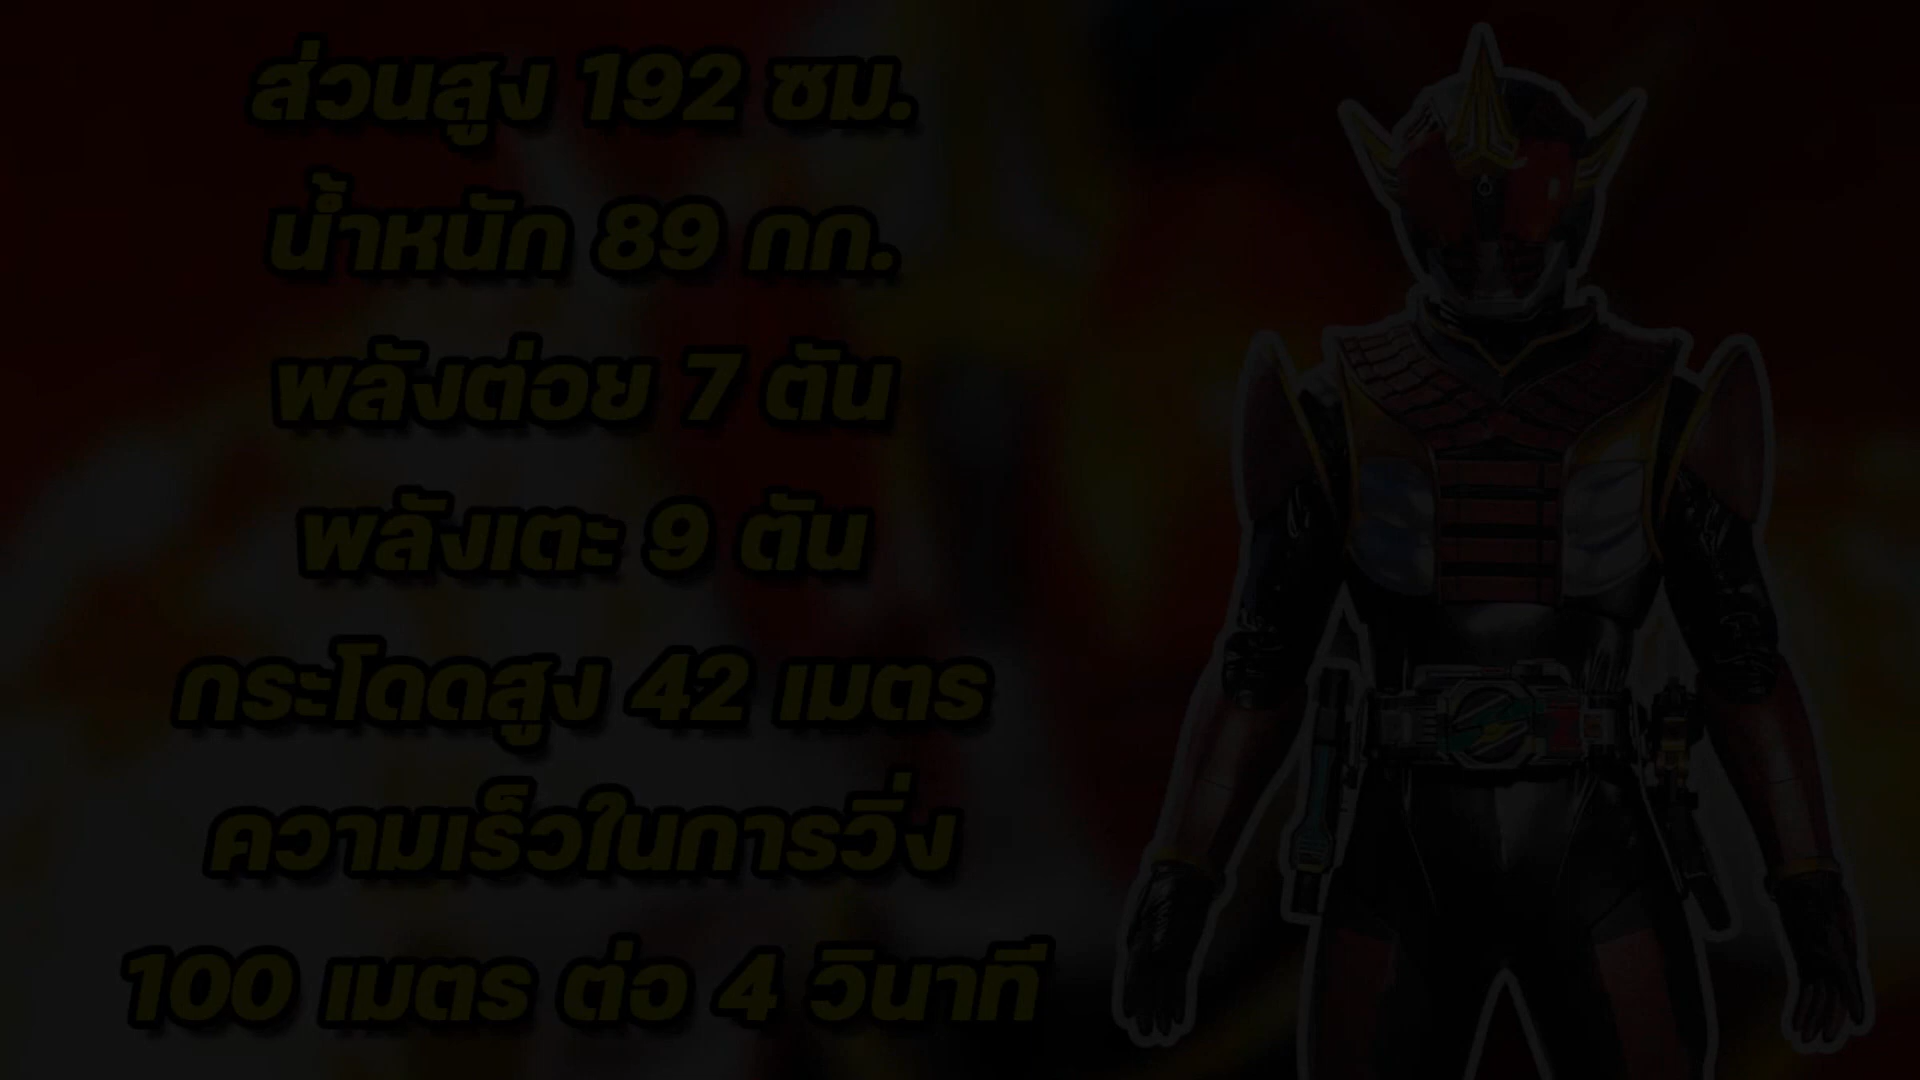 ส่วนสูง 192 ซม.
น้ำหนัก 89 กก.
พลังต่อย 7 ตัน
พลังเตะ 9 ตัน
กระโดดสูง 42 เมตร
ความเร็วในการวิ่ง
100 เมตร ต่อ 4 วินาที